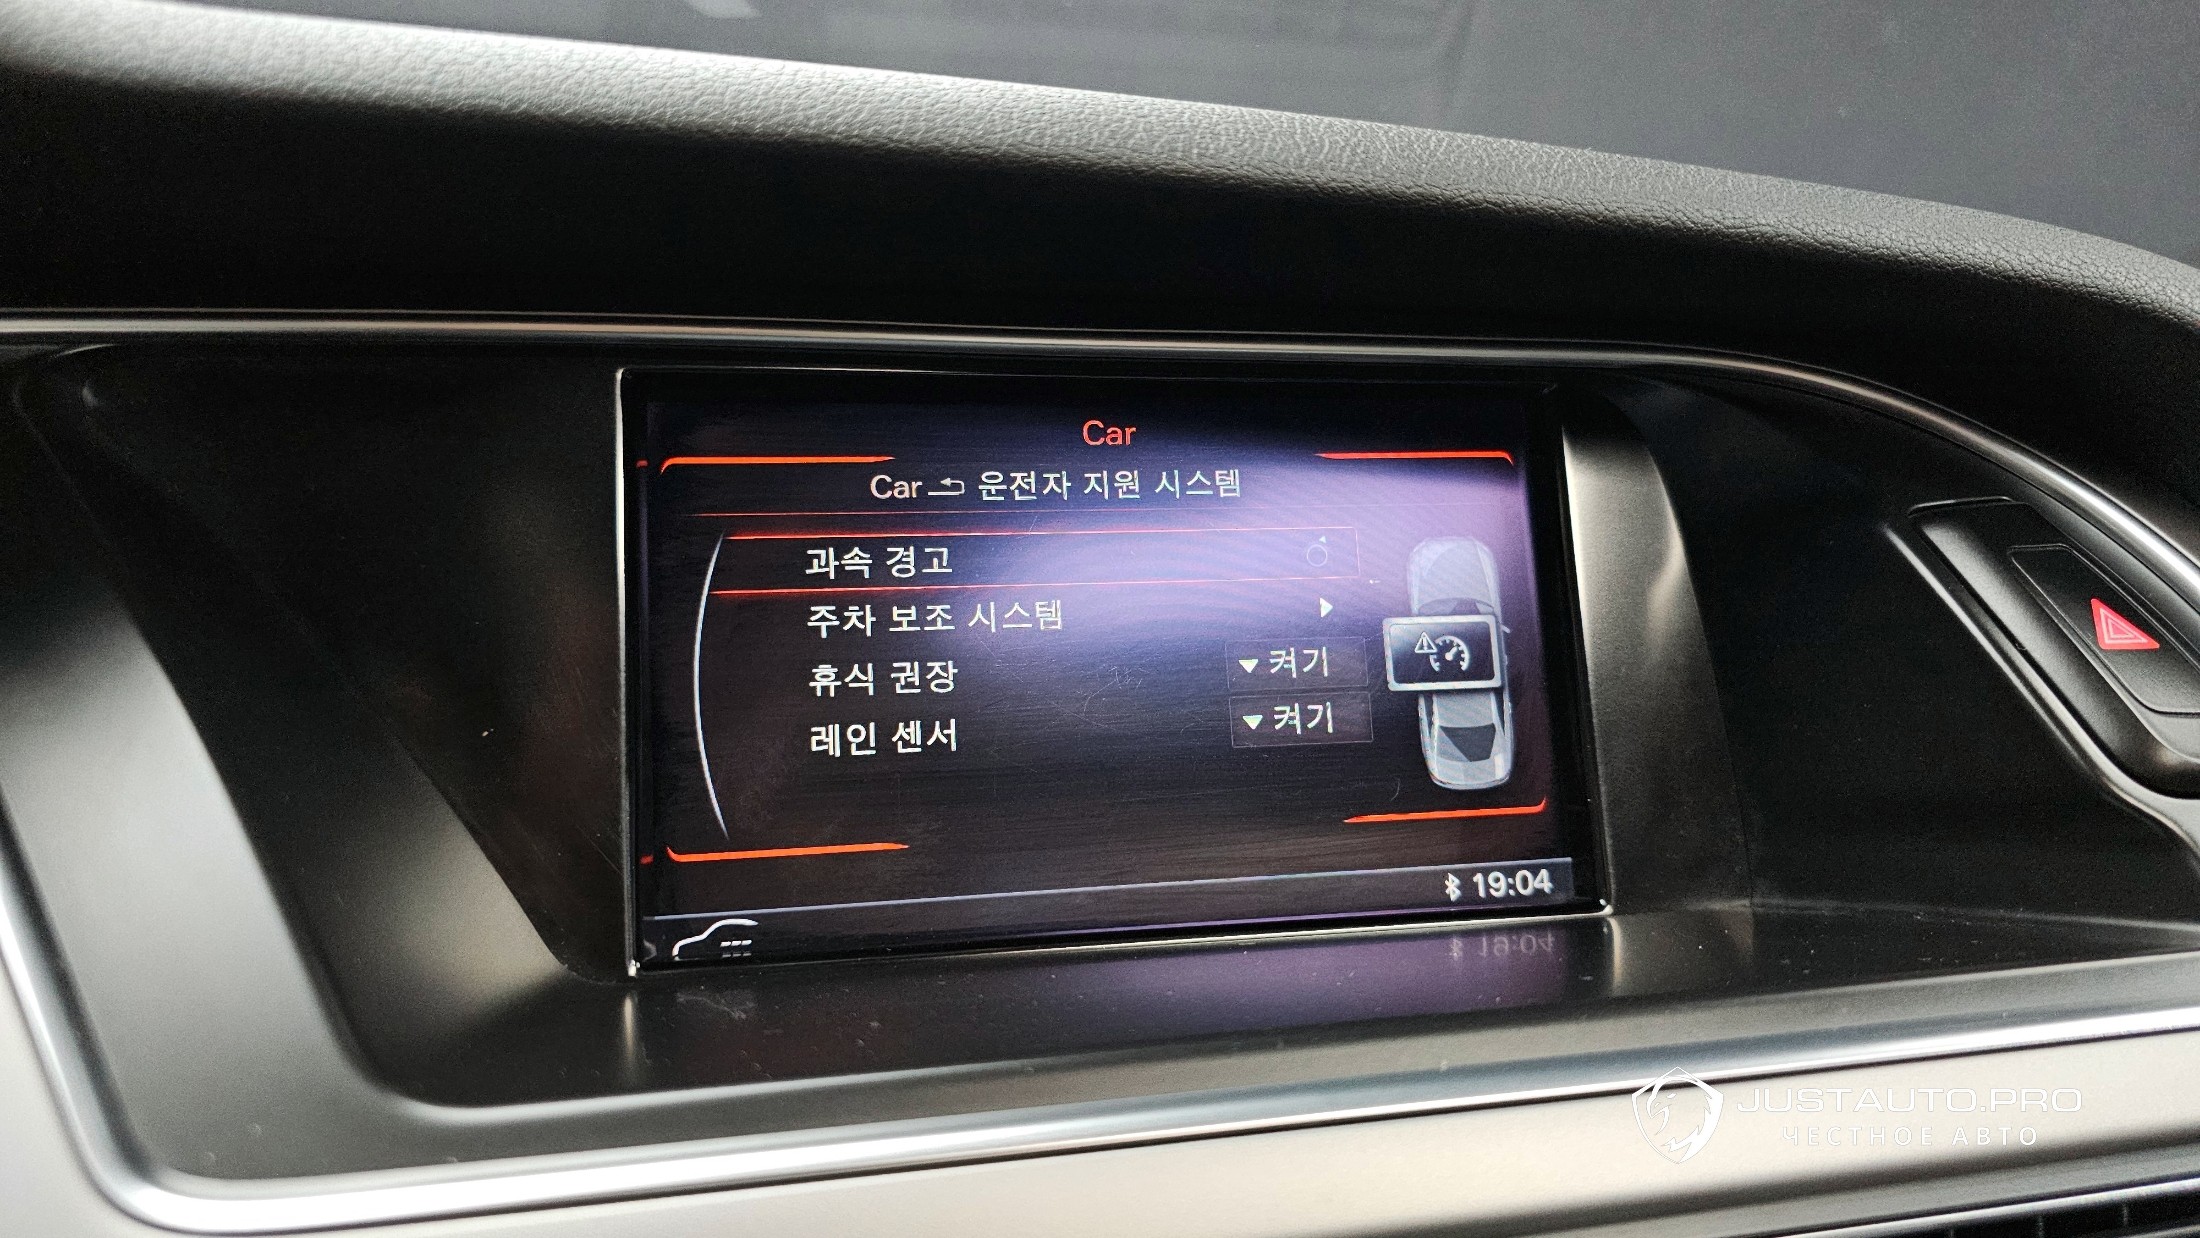 Car
Car 운전자 지원 시스템
과속 경고
주차 보조 시스템
휴식 권장 켜기
레인 센서 켜기
19:04
19:04
JUSTAUTO.PRO
ЧЕСТНОЕ АВТО